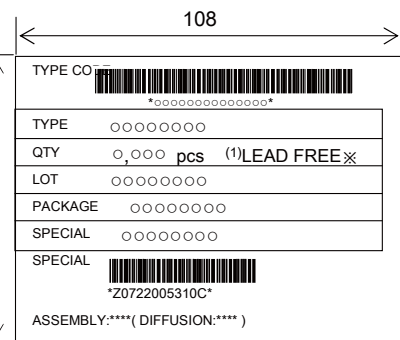 108
TYPE CODE
*○○○○○○○○○○○○○○*
TYPE ○○○○○○○○
QTY ○,○○○ pcs (1)LEAD FREE※
LOT ○○○○○○○○
PACKAGE ○○○○○○○○
SPECIAL ○○○○○○○○
SPECIAL
*Z0722005310C*
ASSEMBLY:****( DIFFUSION:**** )